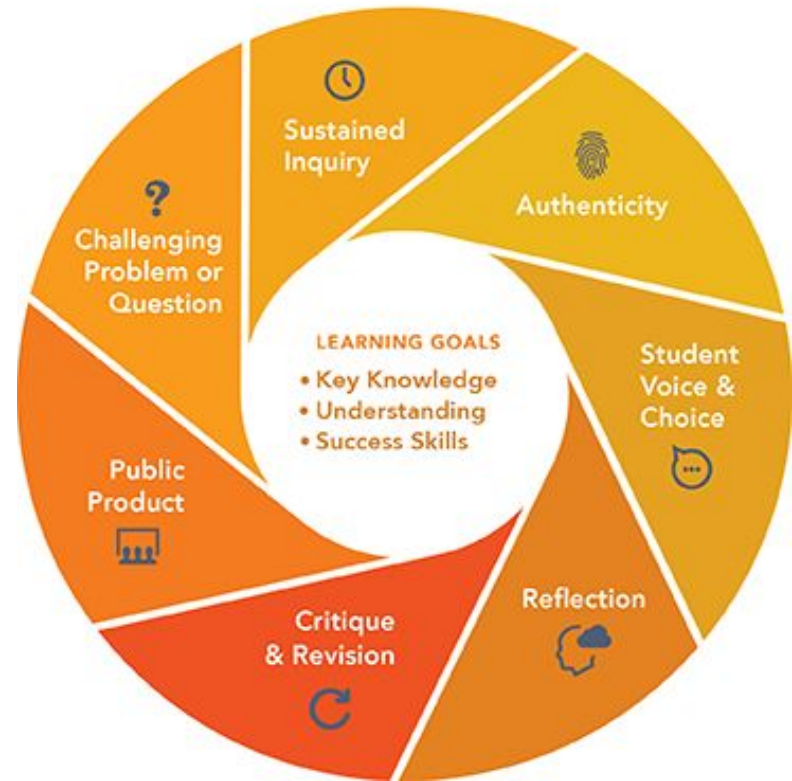 Sustained
Inquiry
Authenticity
Student
Voice &
Choice
Reflection
Critique
& Revision
Public
Product
?
Challenging
Problem or
Question
LEARNING GOALS
• Key Knowledge
• Understanding
• Success Skills